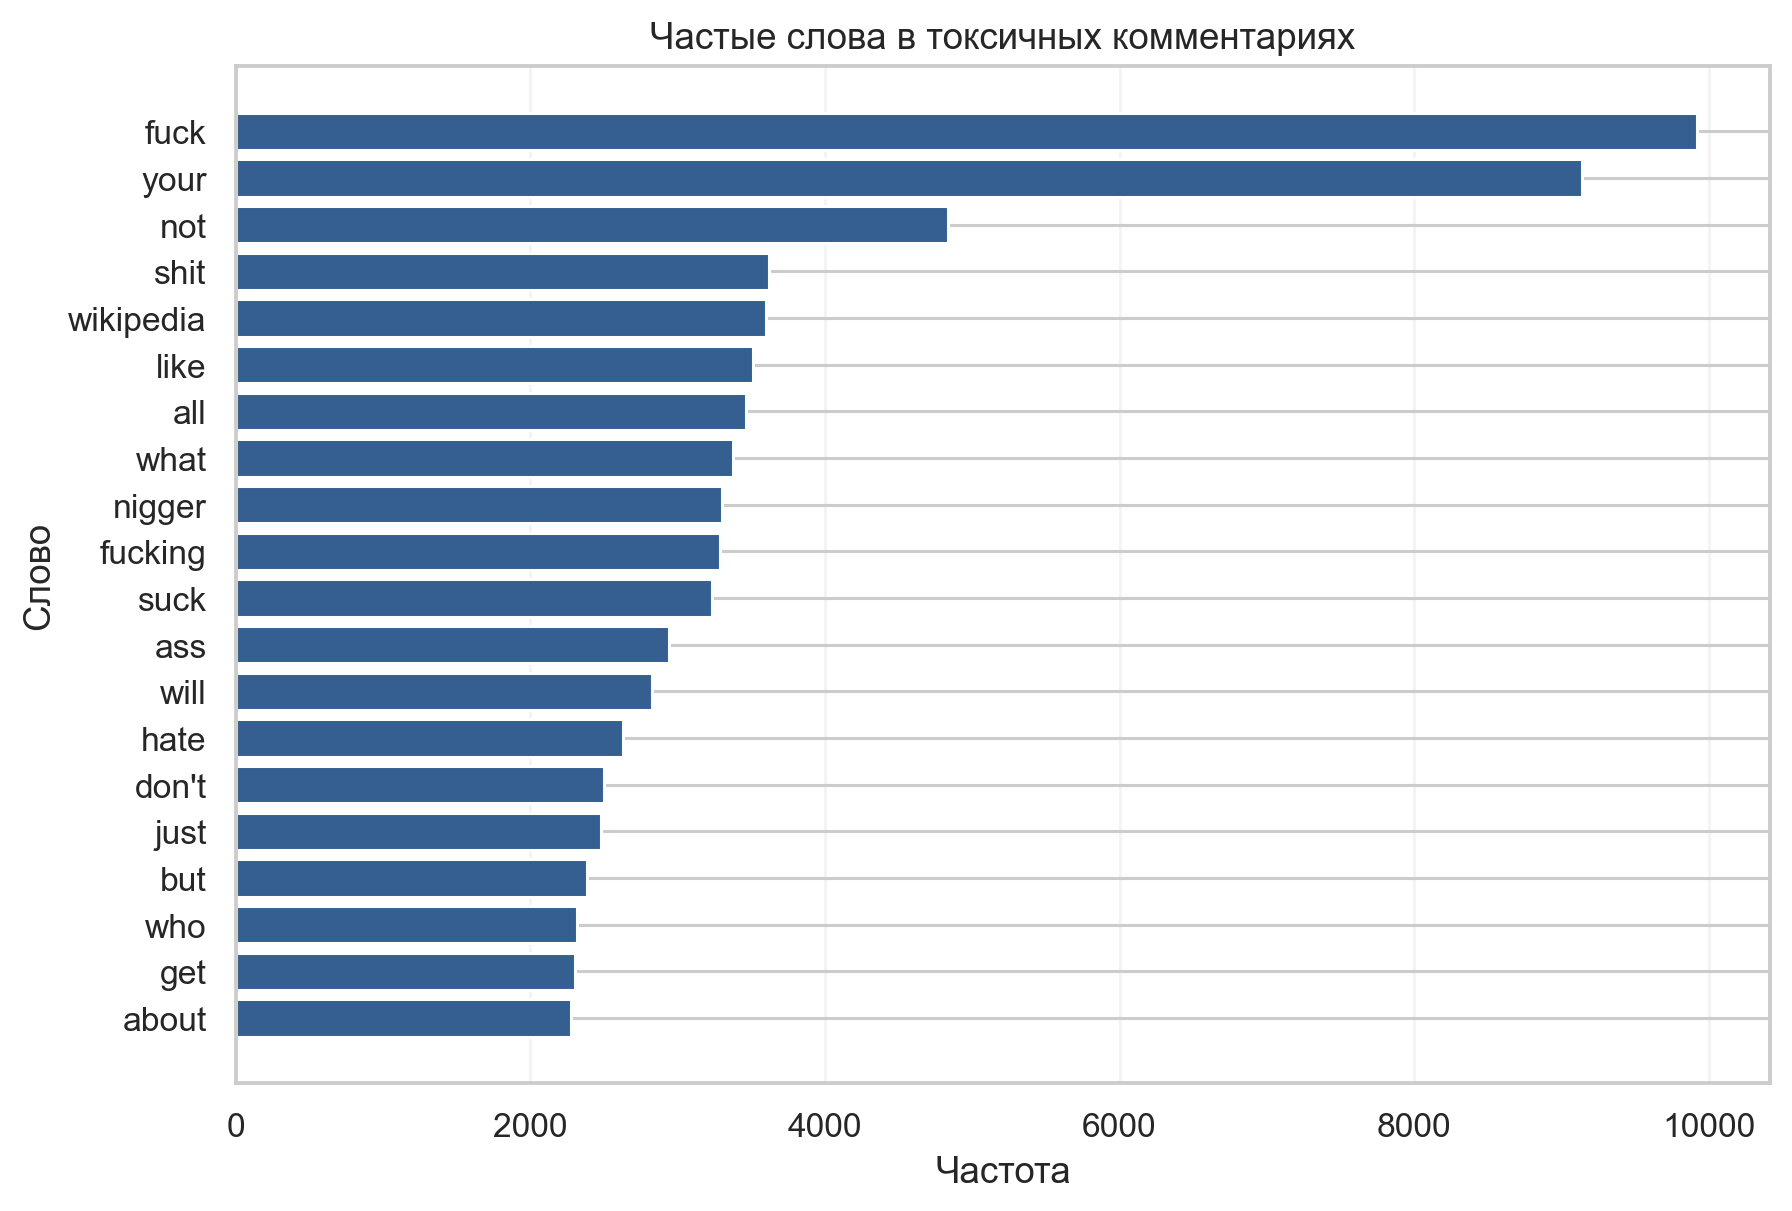 Частые слова в токсичных комментариях
fuck
your
not
shit
wikipedia
like
all
what
nigger
fucking
suck
ass
will
hate
don't
just
but
who
get
about
Слово
0 2000 4000 6000 8000 10000
Частота